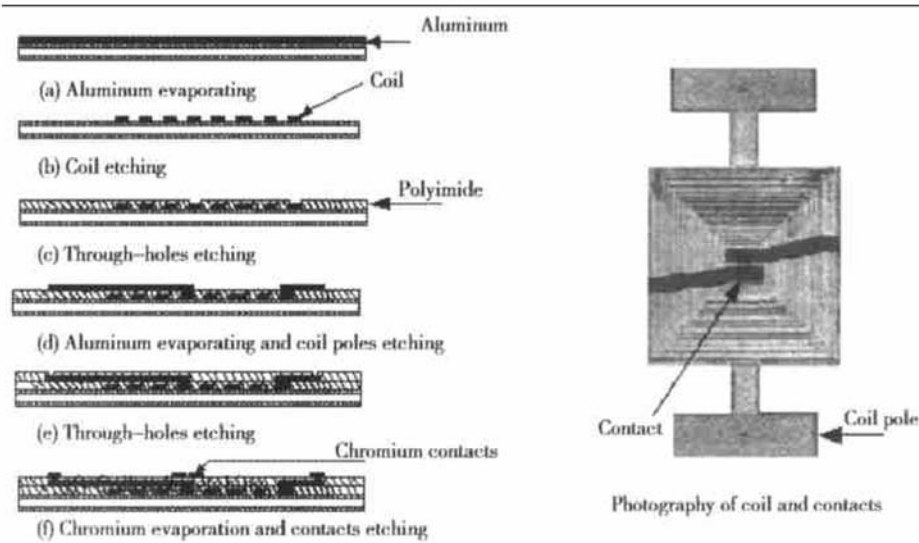 Aluminum
(a) Aluminum evaporating
Coil
(b) Coil etching
Polyimide
(c) Through-holes etching
(d) Aluminum evaporating and coil poles etching
(e) Through-holes etching
Chromium contacts
(f) Chromium evaporation and contacts etching
Contact
Coil pole
Photography of coil and contacts